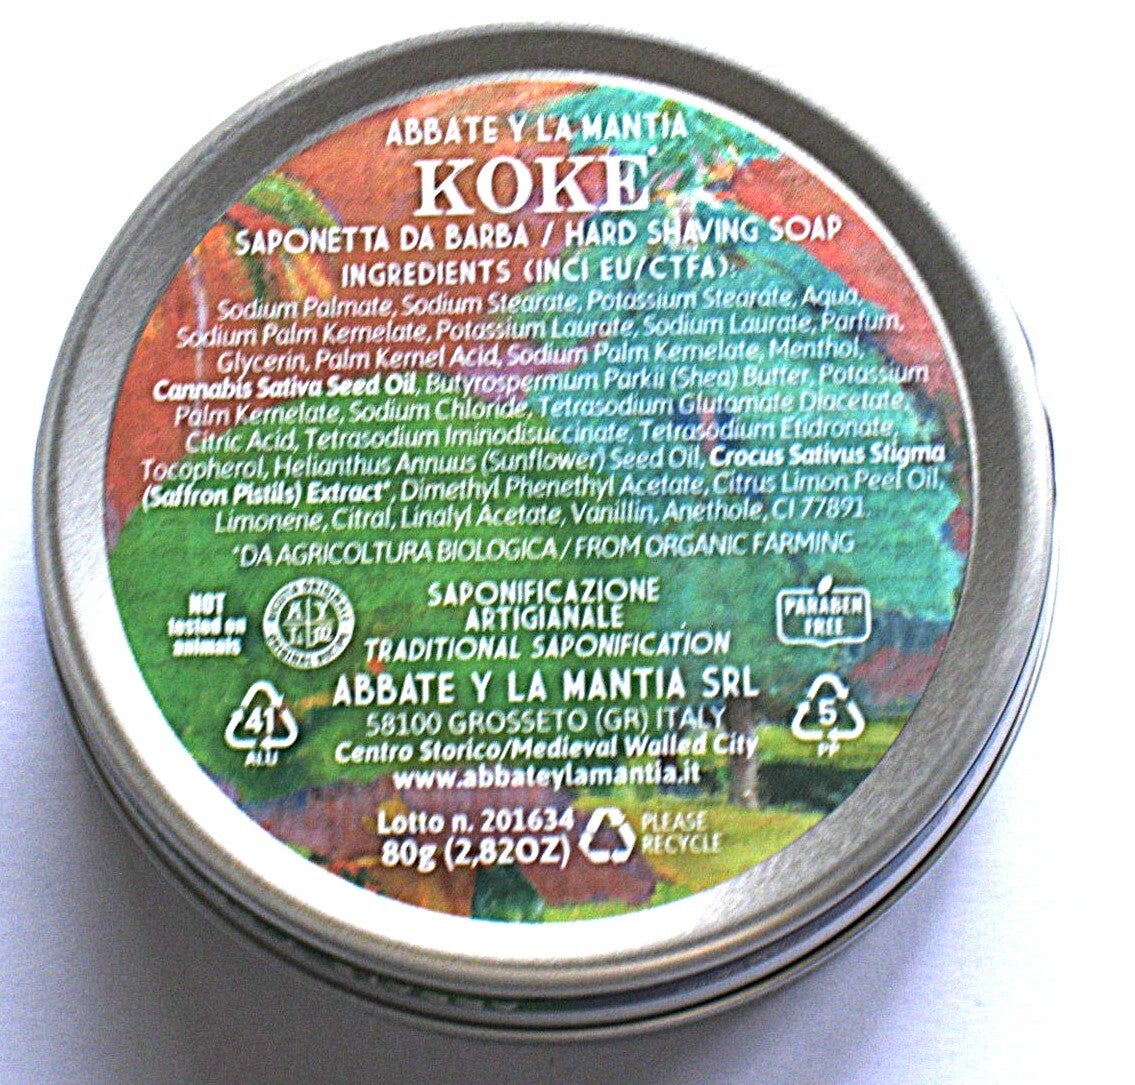 ABBATE Y LA MANTIA
KOKE
SAPONETTA DA BARBA / HARD SHAVING SOAP
INGREDIENTS (INCI EU/CTFA):
Sodium Palmate, Sodium Stearate, Potassium Stearate, Aqua,
Sodium Palm Kernelate, Potassium Laurate, Sodium Laurate, Parfum,
Glycerin, Palm Kernel Acid, Sodium Palm Kernelate, Menthol,
Cannabis Sativa Seed Oil, Butyrospermum Parkii (Shea) Butter, Potassium
Palm Kernelate, Sodium Chloride, Tetrasodium Glutamate Diacetate,
Citric Acid, Tetrasodium Iminodisuccinate, Tetrasodium Etidronate,
Tocopherol, Helianthus Annuus (Sunflower) Seed Oil, Crocus Sativus Stigma
(Saffron Pistils) Extract*, Dimethyl Phenethyl Acetate, Citrus Limon Peel Oil,
Limonene, Citral, Linalyl Acetate, Vanillin, Anethole, CI 77891.
*DA AGRICOLTURA BIOLOGICA / FROM ORGANIC FARMING
NOT
tested on
animals
SAPONIFICAZIONE
ARTIGIANALE
TRADITIONAL SAPONIFICATION
PARABEN
FREE
ABBATE Y LA MANTIA SRL
41
ALU
58100 GROSSETO (GR) ITALY
5
PP
Centro Storico/Medieval Walled City
www.abbateylamantia.it
Lotto n. 201634
80g (2,82OZ)
PLEASE
RECYCLE